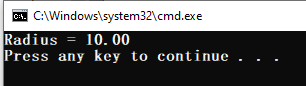 C:\Windows\system32\cmd.exe
Radius = 10.00
Press any key to continue . . .